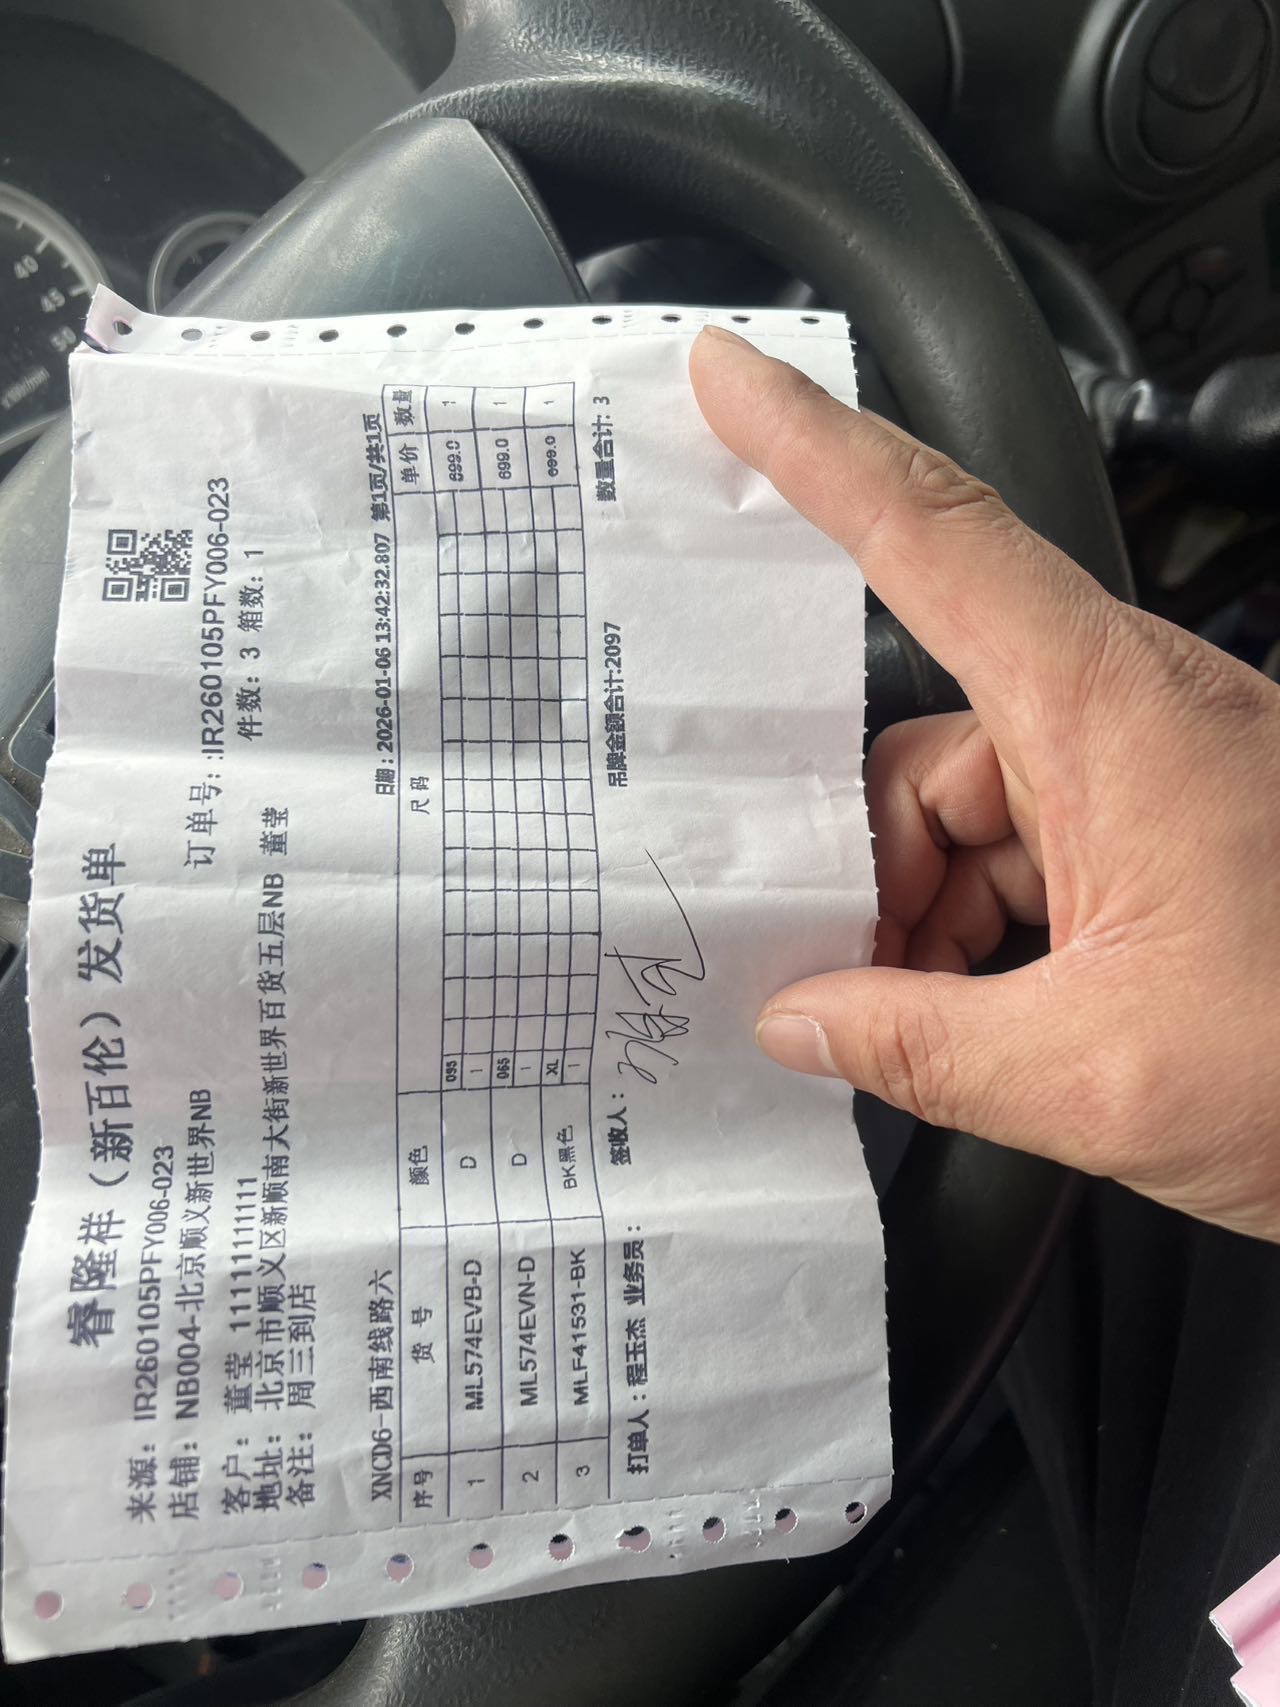 睿隆祥（新百伦）发货单
来源：IR260105PFY006-023
订单号：:IR260105PFY006-023
店铺：NB004-北京顺义新世界NB
件数：3 箱数：1
客户：董莹 11111111111
地址：北京市顺义区新顺南大街新世界百货五层NB 董莹
备注：周三到店
XNCD6-西南线路六
日期：2026-01-06 13:42:32.807 第1页/共1页
序号 货号 颜色 尺码 单价 数量
1 ML574EVB-D D 095 699.0 1
1
2 ML574EVN-D D 065 699.0 1
1
3 MLF41531-BK BK黑色 XL 699.0 1
1
打单人：程玉杰 业务员： 签收人： 吊牌金额合计:2097 数量合计: 3
40
45
50